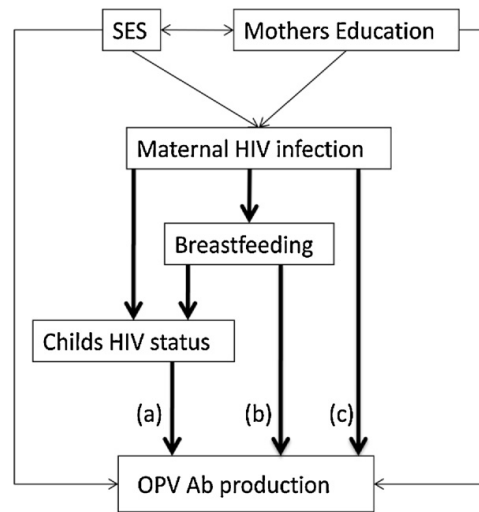 SES
Mothers Education
Maternal HIV infection
Breastfeeding
Childs HIV status
(a)
(b)
(c)
OPV Ab production